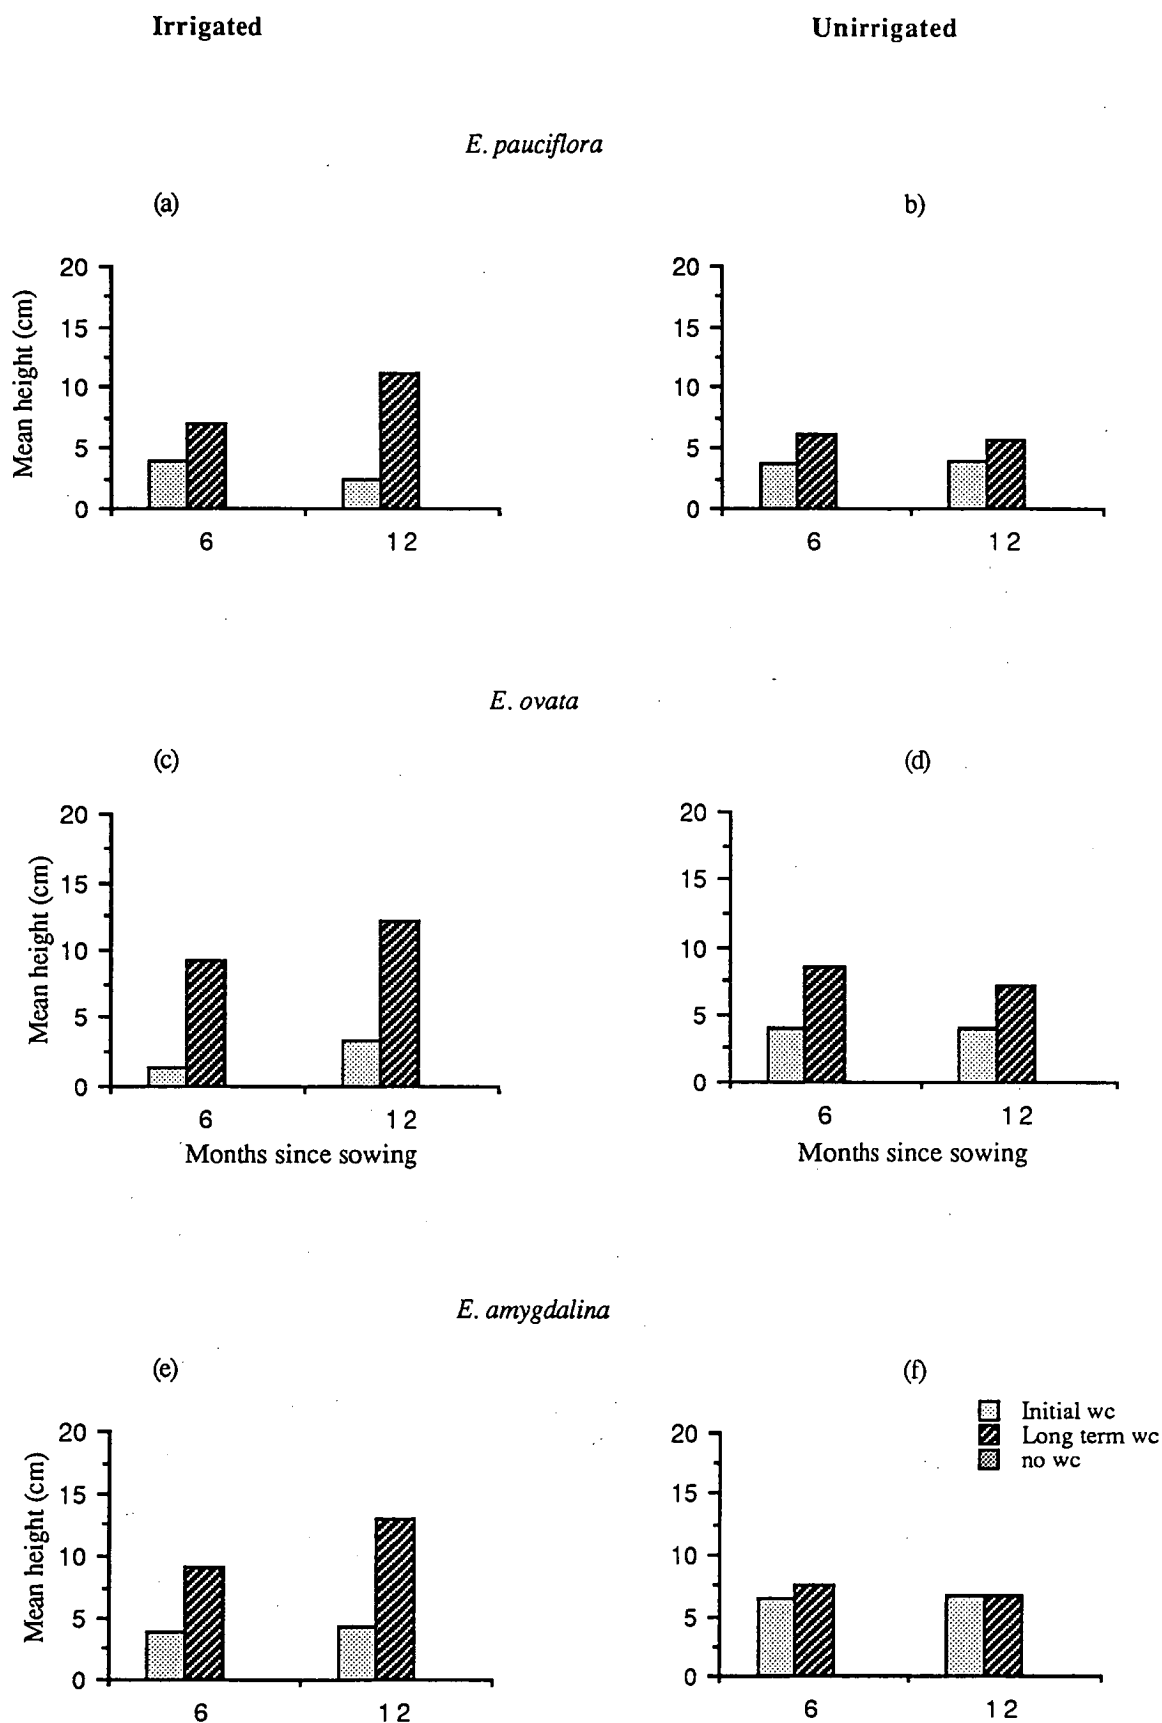 Irrigated
Unirrigated
E. pauciflora
(a)
b)
20
15
10
5
0
Mean height (cm)
6
12
20
15
10
5
0
6
12
E. ovata
(c)
(d)
20
15
10
5
0
Mean height (cm)
6
12
Months since sowing
20
15
10
5
0
6
12
Months since sowing
E. amygdalina
(e)
(f)
Initial wc
Long term wc
no wc
20
15
10
5
0
Mean height (cm)
6
12
20
15
10
5
0
6
12